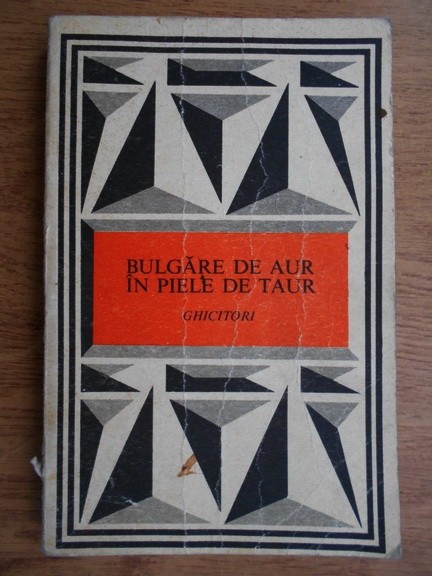 BULGĂRE DE AUR
ÎN PIELE DE TAUR
GHICITORI